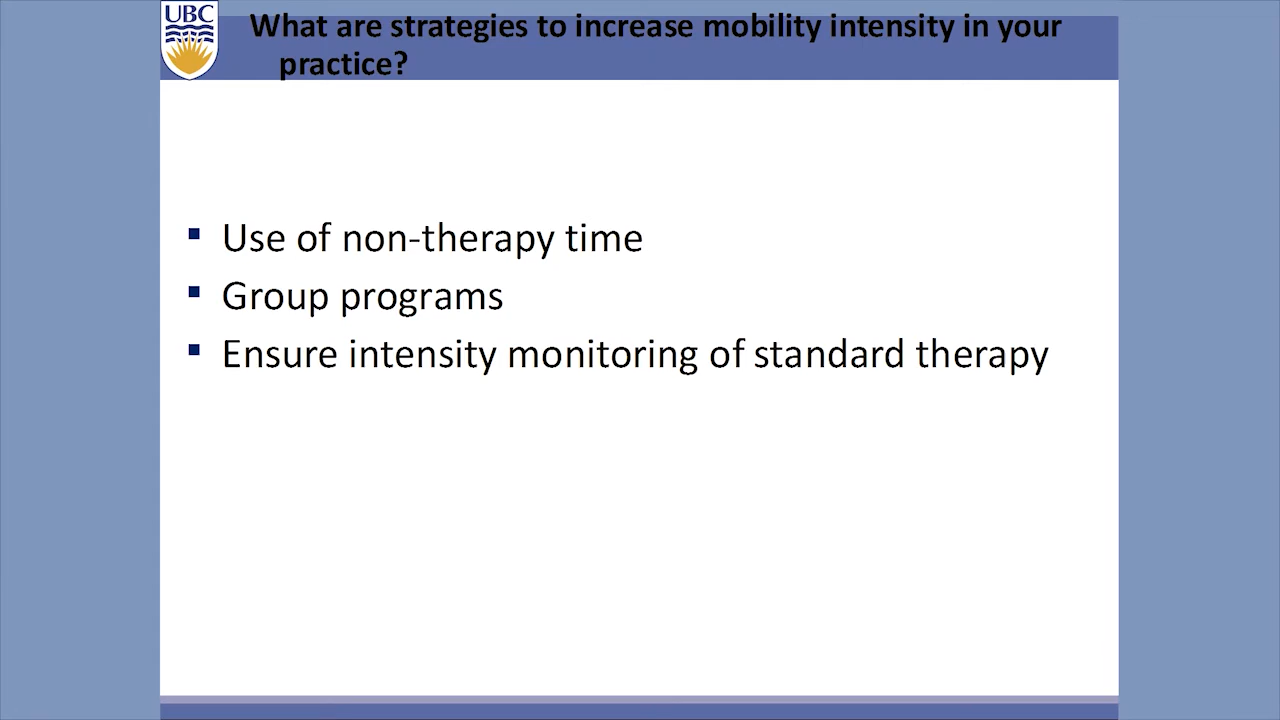 UBC
What are strategies to increase mobility intensity in your
practice?
▪ Use of non-therapy time
▪ Group programs
▪ Ensure intensity monitoring of standard therapy